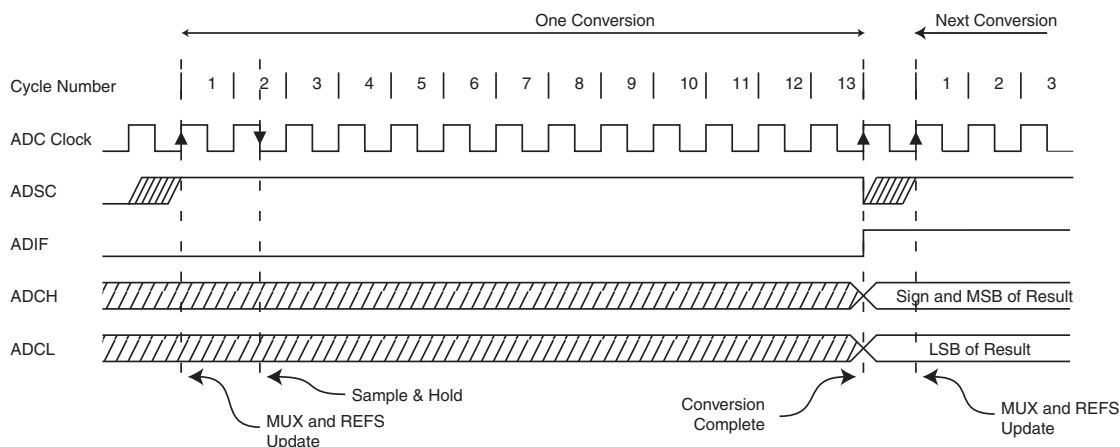 One Conversion
Next Conversion
Cycle Number
1 2 3 4 5 6 7 8 9 10 11 12 13 1 2 3
ADC Clock
ADSC
ADIF
ADCH
Sign and MSB of Result
ADCL
LSB of Result
MUX and REFS
Update
Sample & Hold
Conversion
Complete
MUX and REFS
Update